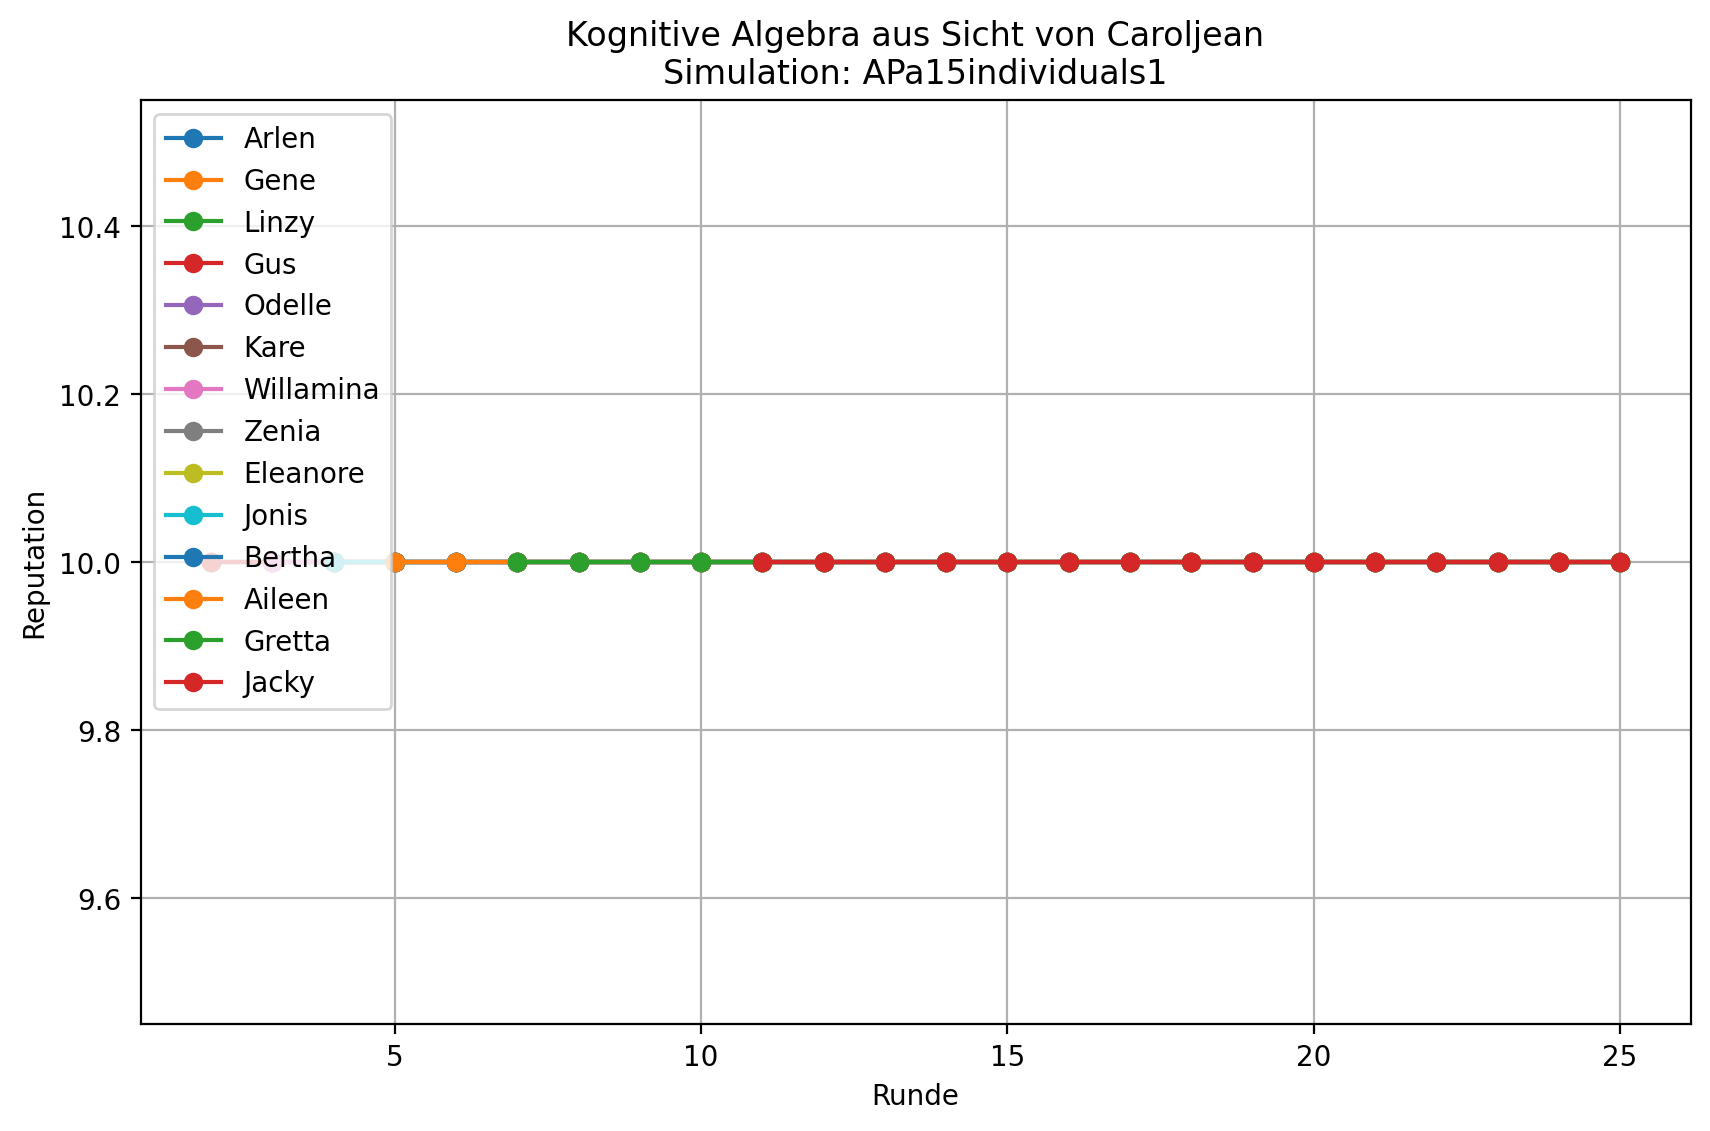 Kognitive Algebra aus Sicht von Caroljean
Simulation: APa15individuals1
Arlen
Gene
Linzy
Gus
Odelle
Kare
Willamina
Zenia
Eleanore
Jonis
Bertha
Aileen
Gretta
Jacky
Reputation
10.4
10.2
10.0
9.8
9.6
5 10 15 20 25
Runde